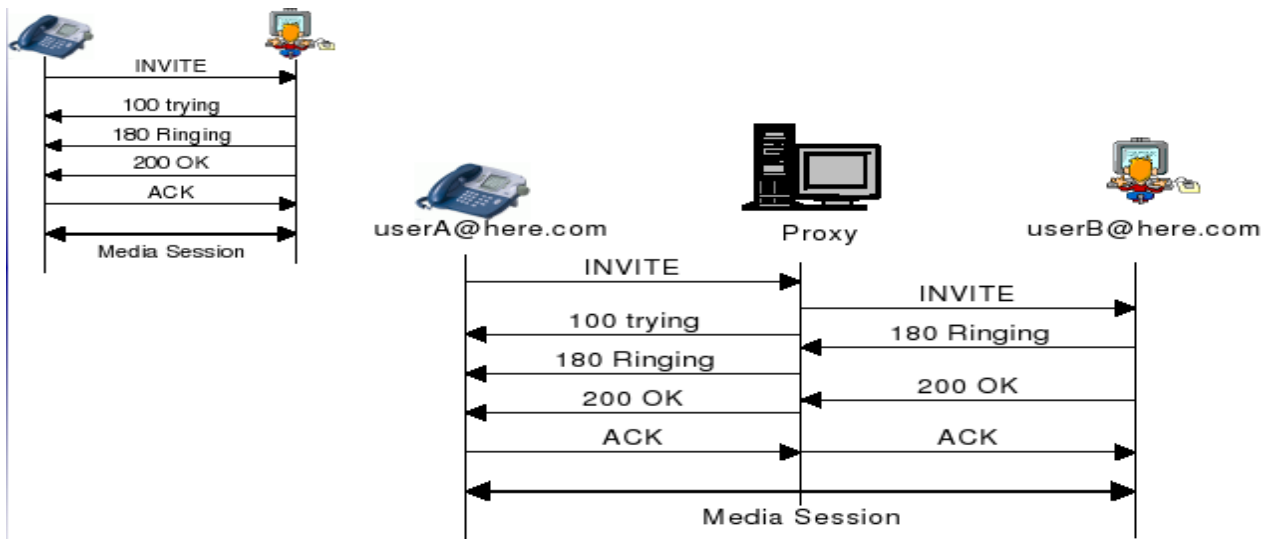 INVITE
100 trying
180 Ringing
200 OK
ACK
Media Session
userA@here.com
Proxy
userB@here.com
INVITE
INVITE
100 trying
180 Ringing
180 Ringing
200 OK
200 OK
ACK
ACK
Media Session